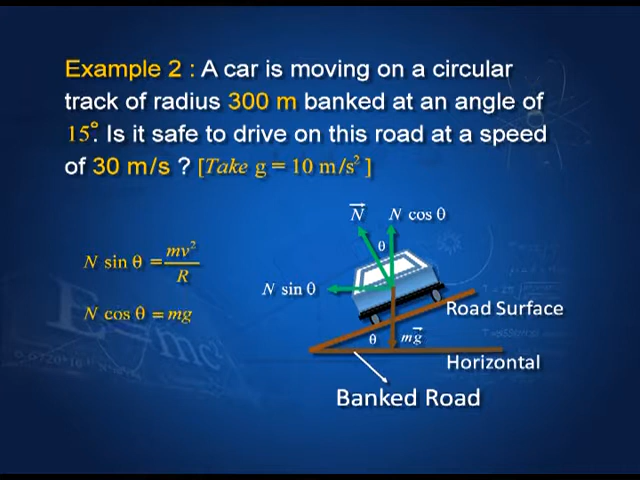 Example 2 : A car is moving on a circular
track of radius 300 m banked at an angle of
15°. Is it safe to drive on this road at a speed
of 30 m/s ? [Take g = 10 m/s² ]
N⃗ N cos θ
θ
N sin θ = mv²/R
N sin θ
N cos θ = mg
Road Surface
θ mg⃗
Horizontal
Banked Road
E=mc²